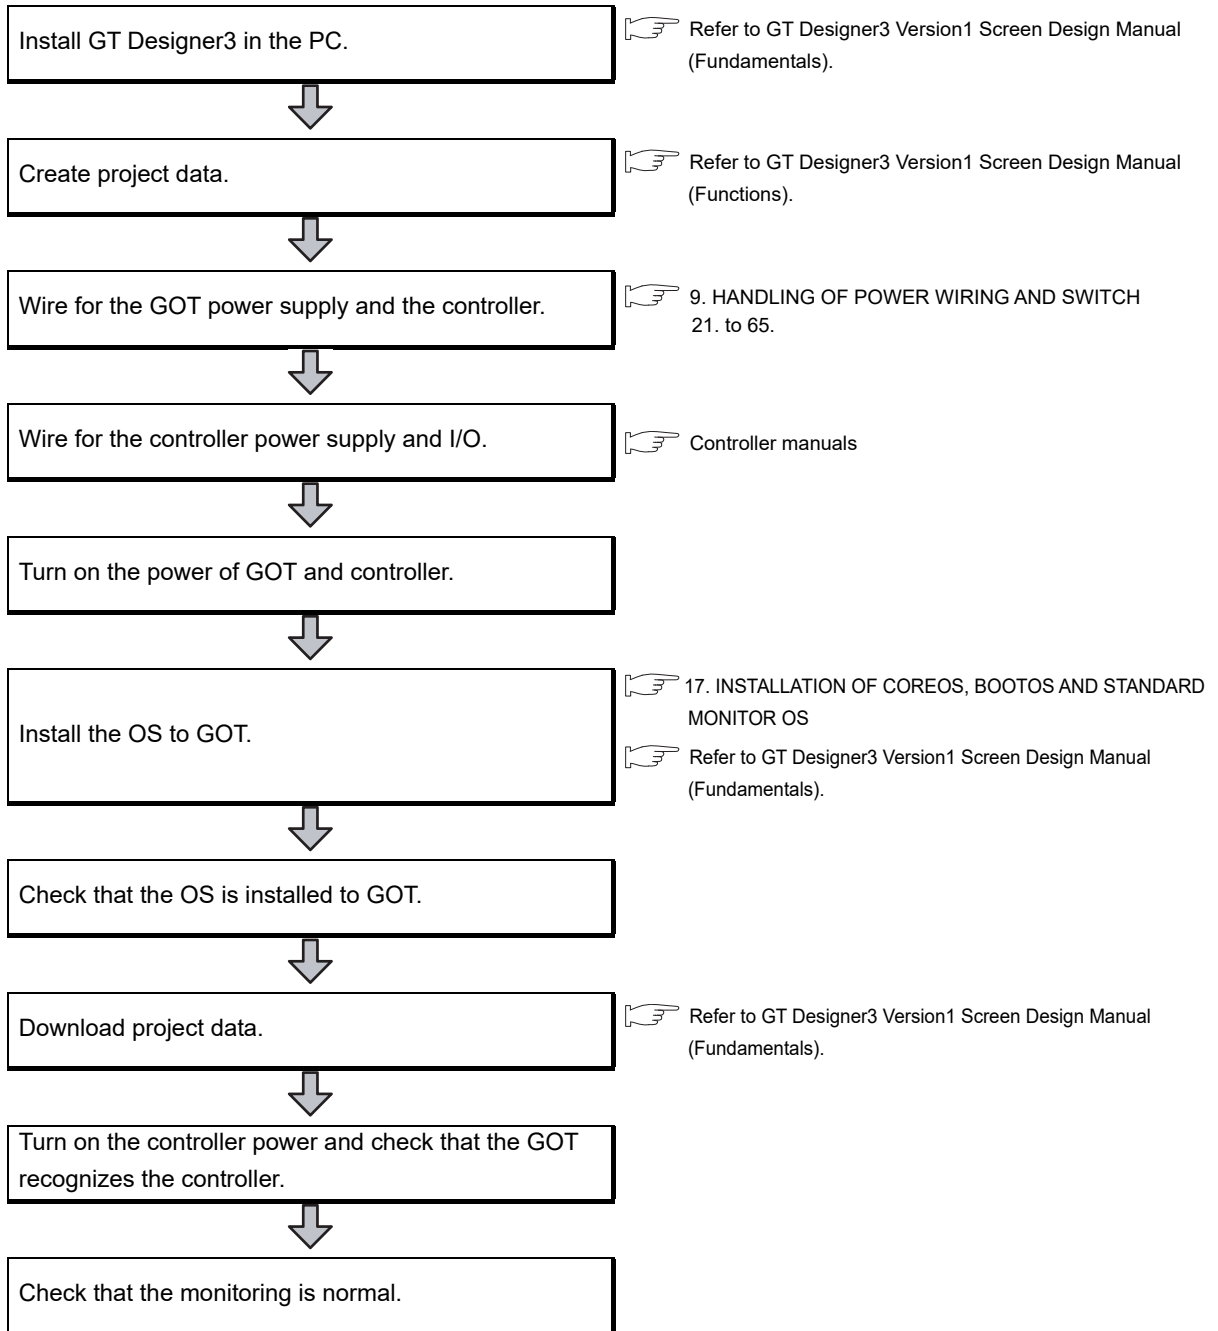 Install GT Designer3 in the PC.
Refer to GT Designer3 Version1 Screen Design Manual
(Fundamentals).
Create project data.
Refer to GT Designer3 Version1 Screen Design Manual
(Functions).
Wire for the GOT power supply and the controller.
9. HANDLING OF POWER WIRING AND SWITCH
21. to 65.
Wire for the controller power supply and I/O.
Controller manuals
Turn on the power of GOT and controller.
Install the OS to GOT.
17. INSTALLATION OF COREOS, BOOTOS AND STANDARD
MONITOR OS
Refer to GT Designer3 Version1 Screen Design Manual
(Fundamentals).
Check that the OS is installed to GOT.
Download project data.
Refer to GT Designer3 Version1 Screen Design Manual
(Fundamentals).
Turn on the controller power and check that the GOT
recognizes the controller.
Check that the monitoring is normal.